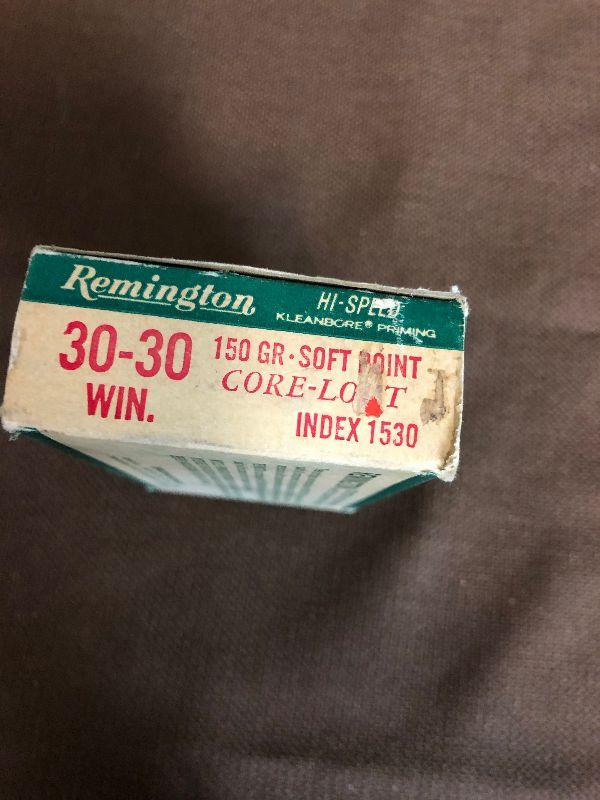 Remington
HI-SPEED
KLEANBORE® PRIMING
30-30
WIN.
150 GR·SOFT POINT
CORE-LOKT
INDEX 1530